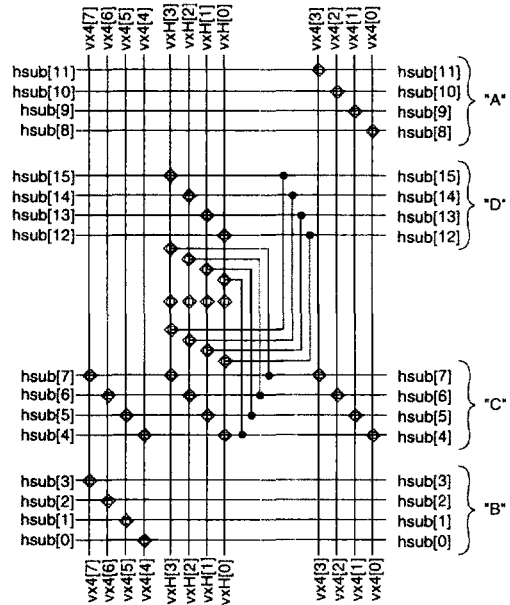 vx4[7] vx4[6] vx4[5] vx4[4] vxH[3] vxH[2] vxH[1] vxH[0] vx4[3] vx4[2] vx4[1] vx4[0]
hsub[11] hsub[11]
hsub[10] hsub[10]
"A"
hsub[9] hsub[9]
hsub[8] hsub[8]
hsub[15] hsub[15]
hsub[14] hsub[14]
"D"
hsub[13] hsub[13]
hsub[12] hsub[12]
hsub[7] hsub[7]
hsub[6] hsub[6]
"C"
hsub[5] hsub[5]
hsub[4] hsub[4]
hsub[3] hsub[3]
hsub[2] hsub[2]
"B"
hsub[1] hsub[1]
hsub[0] hsub[0]
vx4[7] vx4[6] vx4[5] vx4[4] vxH[3] vxH[2] vxH[1] vxH[0] vx4[3] vx4[2] vx4[1] vx4[0]